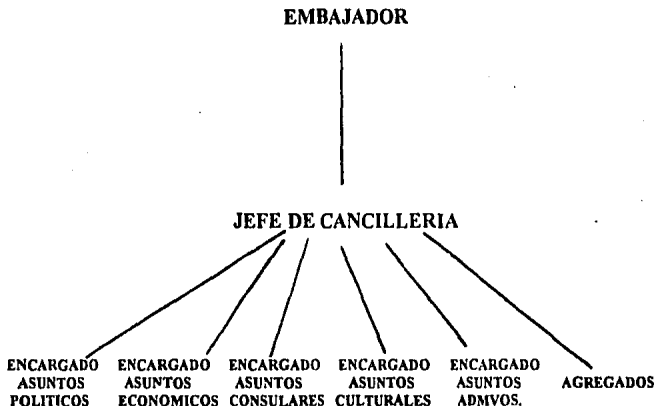 EMBAJADOR
JEFE DE CANCILLERIA
ENCARGADO
ASUNTOS
POLITICOS
ENCARGADO
ASUNTOS
ECONOMICOS
ENCARGADO
ASUNTOS
CONSULARES
ENCARGADO
ASUNTOS
CULTURALES
ENCARGADO
ASUNTOS
ADMVOS.
AGREGADOS